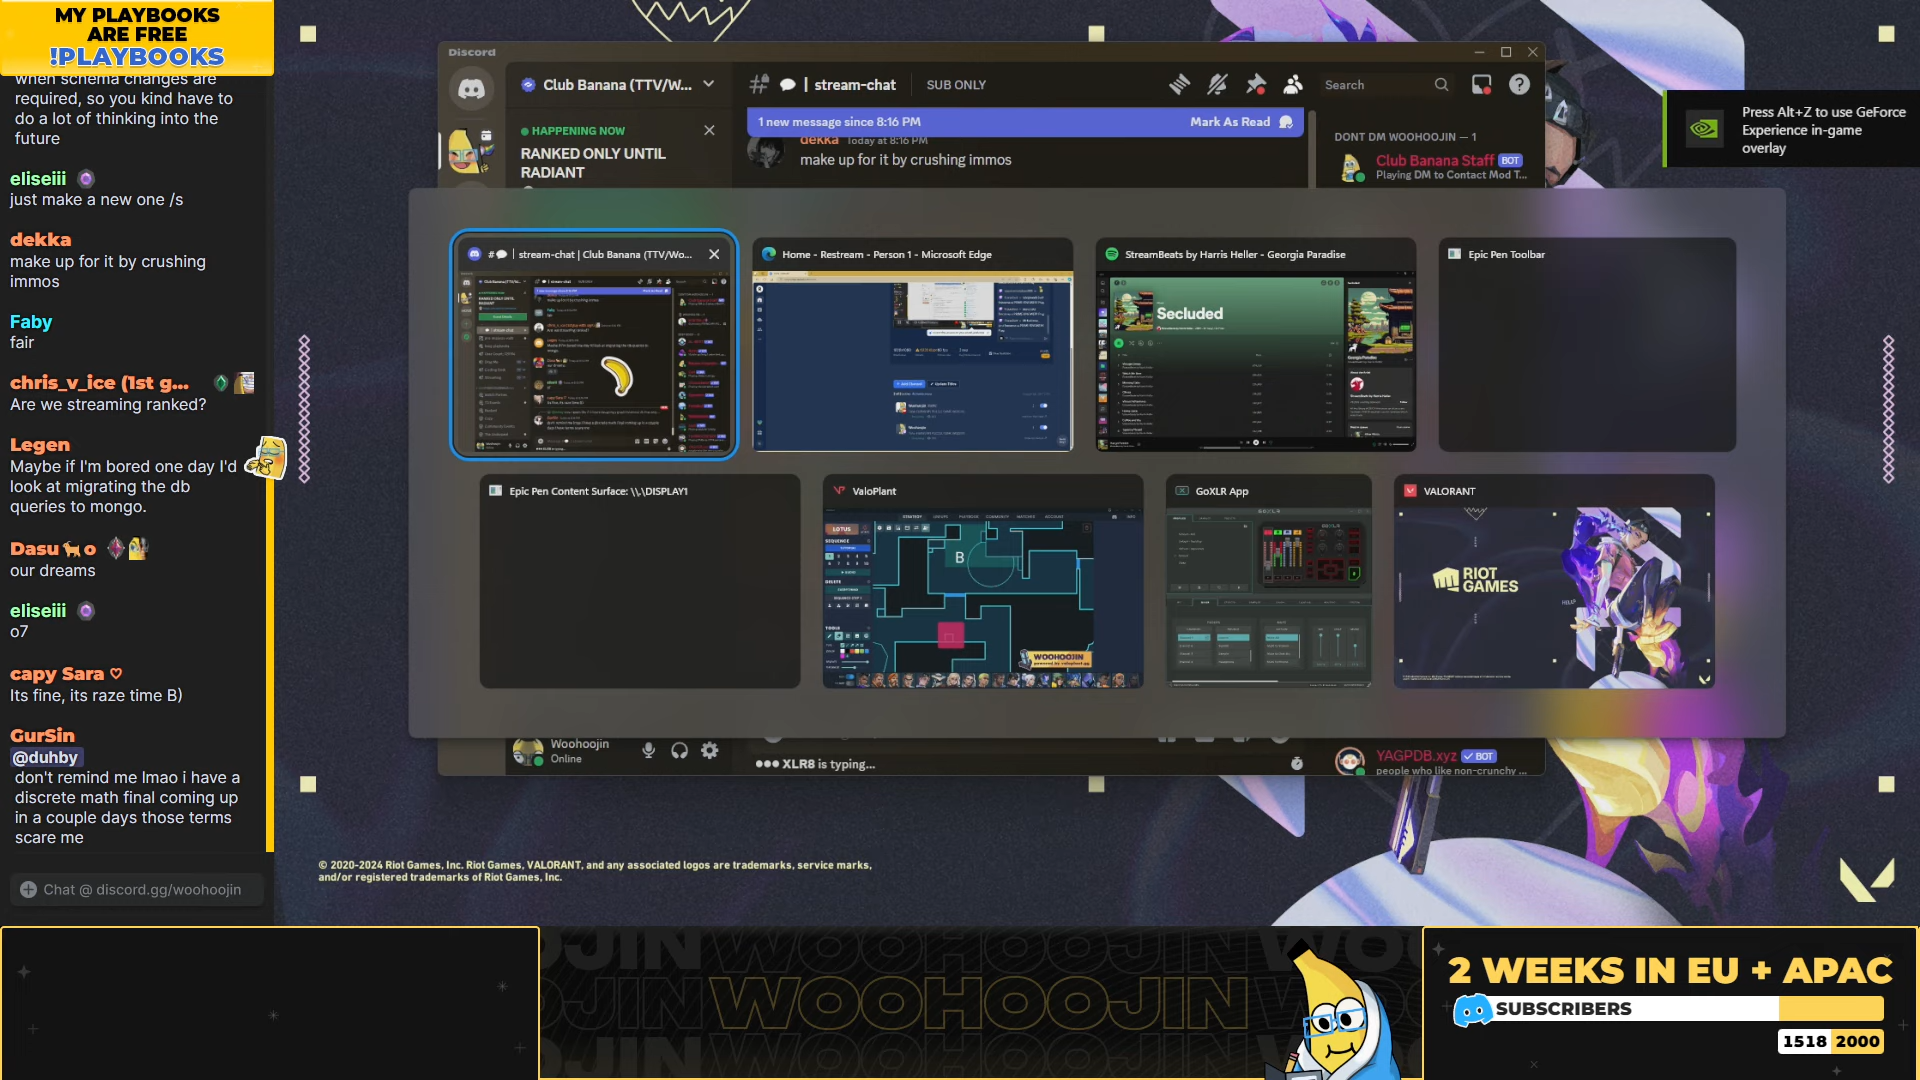 MY PLAYBOOKS
ARE FREE
!PLAYBOOKS
when schema changes are
required, so you kind have to
do a lot of thinking into the
future
eliseiii
just make a new one /s
dekka
make up for it by crushing
immos
Faby
fair
chris_v_ice (1st g...
Are we streaming ranked?
Legen
Maybe if I'm bored one day I'd
look at migrating the db
queries to mongo.
Dasu o
our dreams
eliseiii
o7
capy Sara ♡
Its fine, its raze time B)
GurSin
@duhby
don't remind me lmao i have a
discrete math final coming up
in a couple days those terms
scare me
Chat @ discord.gg/woohoojin
Discord
Club Banana (TTV/W...
| stream-chat
SUB ONLY
Search
HAPPENING NOW
RANKED ONLY UNTIL
RADIANT
1 new message since 8:16 PM
Mark As Read
dekka Today at 8:16 PM
make up for it by crushing immos
DONT DM WOOHOOJIN — 1
Club Banana Staff BOT
Playing DM to Contact Mod T...
Press Alt+Z to use GeForce
Experience in-game
overlay
# | stream-chat | Club Banana (TTV/Wo...
Home - Restream - Person 1 - Microsoft Edge
StreamBeats by Harris Heller - Georgia Paradise
Secluded
Epic Pen Toolbar
Epic Pen Content Surface: \\.\DISPLAY1
ValoPlant
LOTUS
B
WOOHOOJIN
GoXLR App
VALORANT
RIOT
GAMES
Woohoojin
Online
XLR8 is typing...
YAGPDB.xyz ✓ BOT
people who like non-crunchy ...
© 2020-2024 Riot Games, Inc. Riot Games, VALORANT, and any associated logos are trademarks, service marks,
and/or registered trademarks of Riot Games, Inc.
WOOHOOJIN
2 WEEKS IN EU + APAC
SUBSCRIBERS
1518 2000